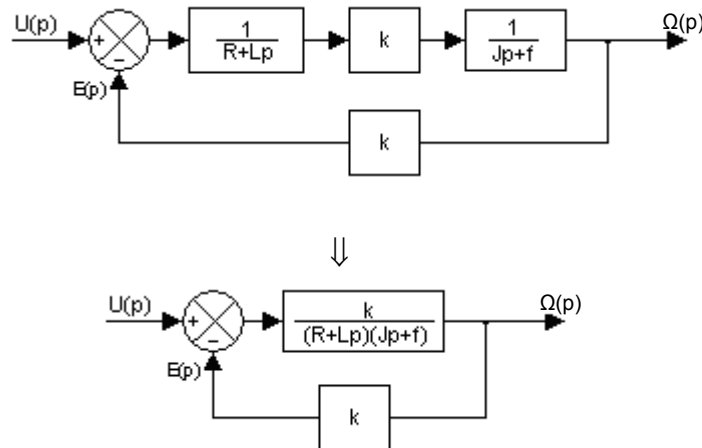 U(p)
+
−
E(p)
1
R+Lp
k
1
Jp+f
Ω(p)
k
⇓
U(p)
+
−
E(p)
k
(R+Lp)(Jp+f)
Ω(p)
k